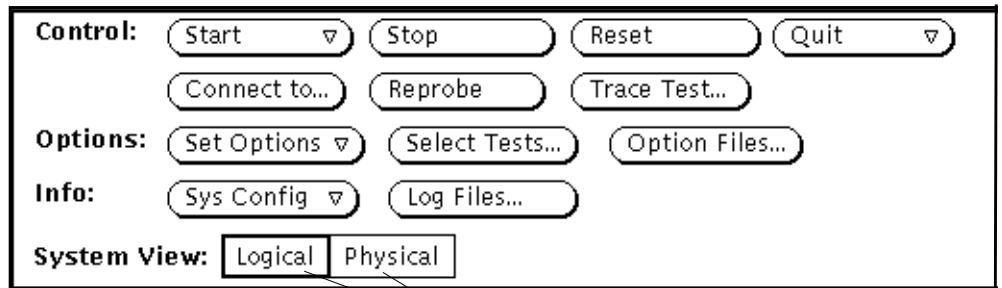 Control: Start ▽ Stop Reset Quit ▽
Connect to... Reprobe Trace Test...
Options: Set Options ▽ Select Tests... Option Files...
Info: Sys Config ▽ Log Files...
System View: Logical Physical